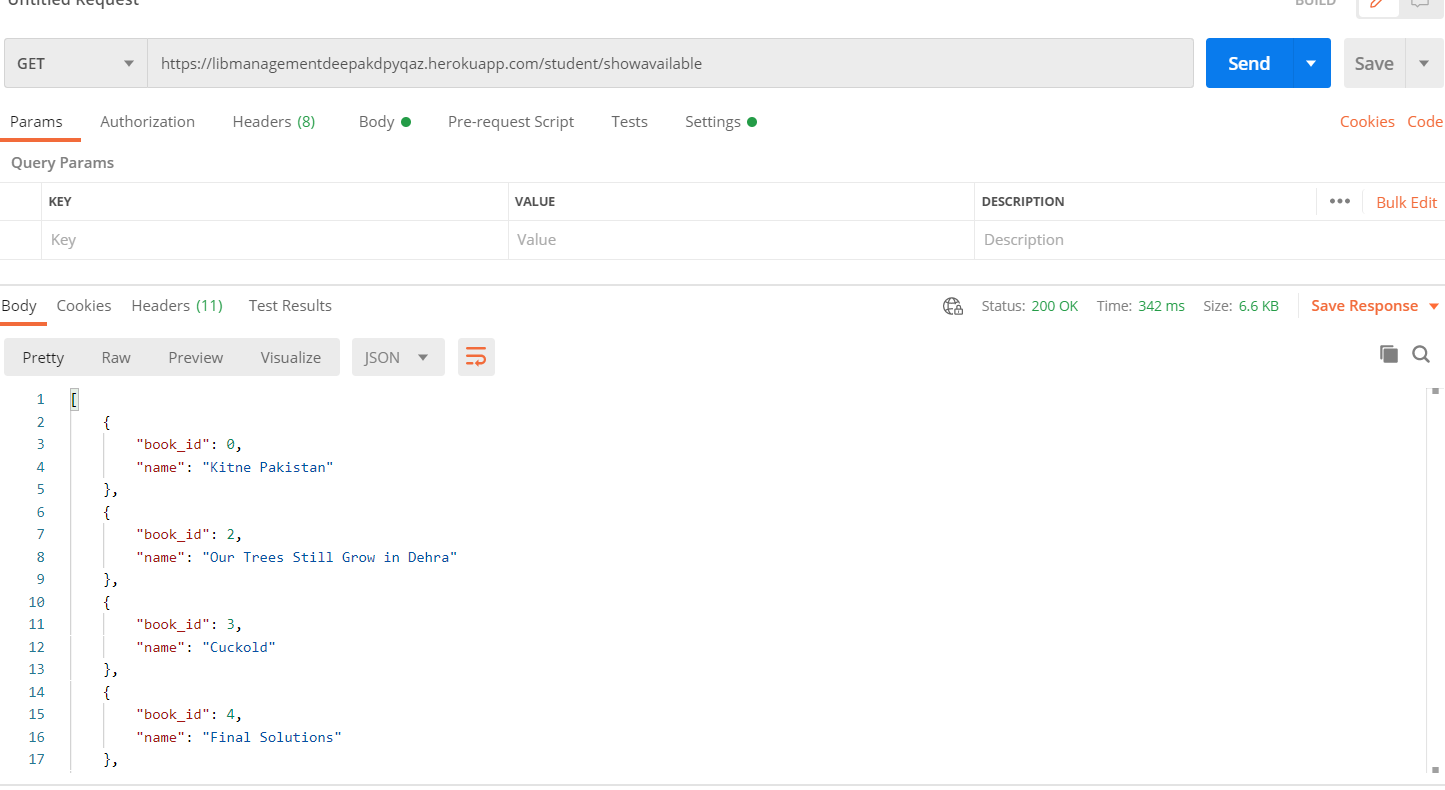 Untitled Request
BUILD
GET
https://libmanagementdeepakdpyqaz.herokuapp.com/student/showavailable
Send
Save
Params Authorization Headers (8) Body Pre-request Script Tests Settings Cookies Code
Query Params
KEY VALUE DESCRIPTION ••• Bulk Edit
Key Value Description
Body Cookies Headers (11) Test Results Status: 200 OK Time: 342 ms Size: 6.6 KB Save Response
Pretty Raw Preview Visualize JSON
1 [
2 {
3 "book_id": 0,
4 "name": "Kitne Pakistan"
5 },
6 {
7 "book_id": 2,
8 "name": "Our Trees Still Grow in Dehra"
9 },
10 {
11 "book_id": 3,
12 "name": "Cuckold"
13 },
14 {
15 "book_id": 4,
16 "name": "Final Solutions"
17 },